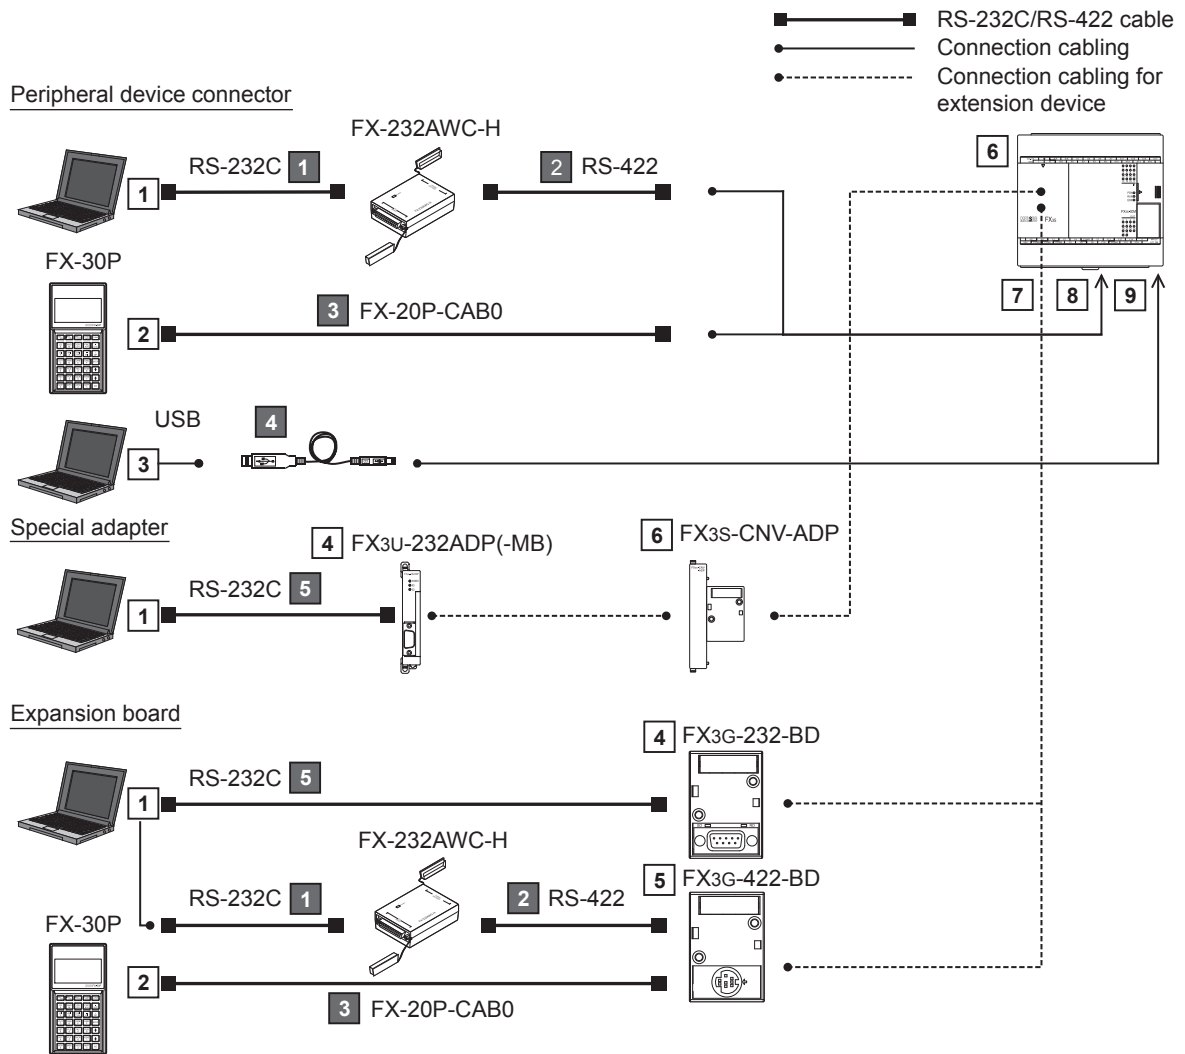 RS-232C/RS-422 cable
Connection cabling
Connection cabling for
extension device
Peripheral device connector
FX-232AWC-H
6
RS-232C 1
2 RS-422
1
FX-30P
7 8 9
3 FX-20P-CAB0
2
USB 4
3
Special adapter
4 FX3U-232ADP(-MB)
6 FX3S-CNV-ADP
RS-232C 5
1
Expansion board
4 FX3G-232-BD
RS-232C 5
1
FX-232AWC-H
5 FX3G-422-BD
RS-232C 1
2 RS-422
FX-30P
2
3 FX-20P-CAB0